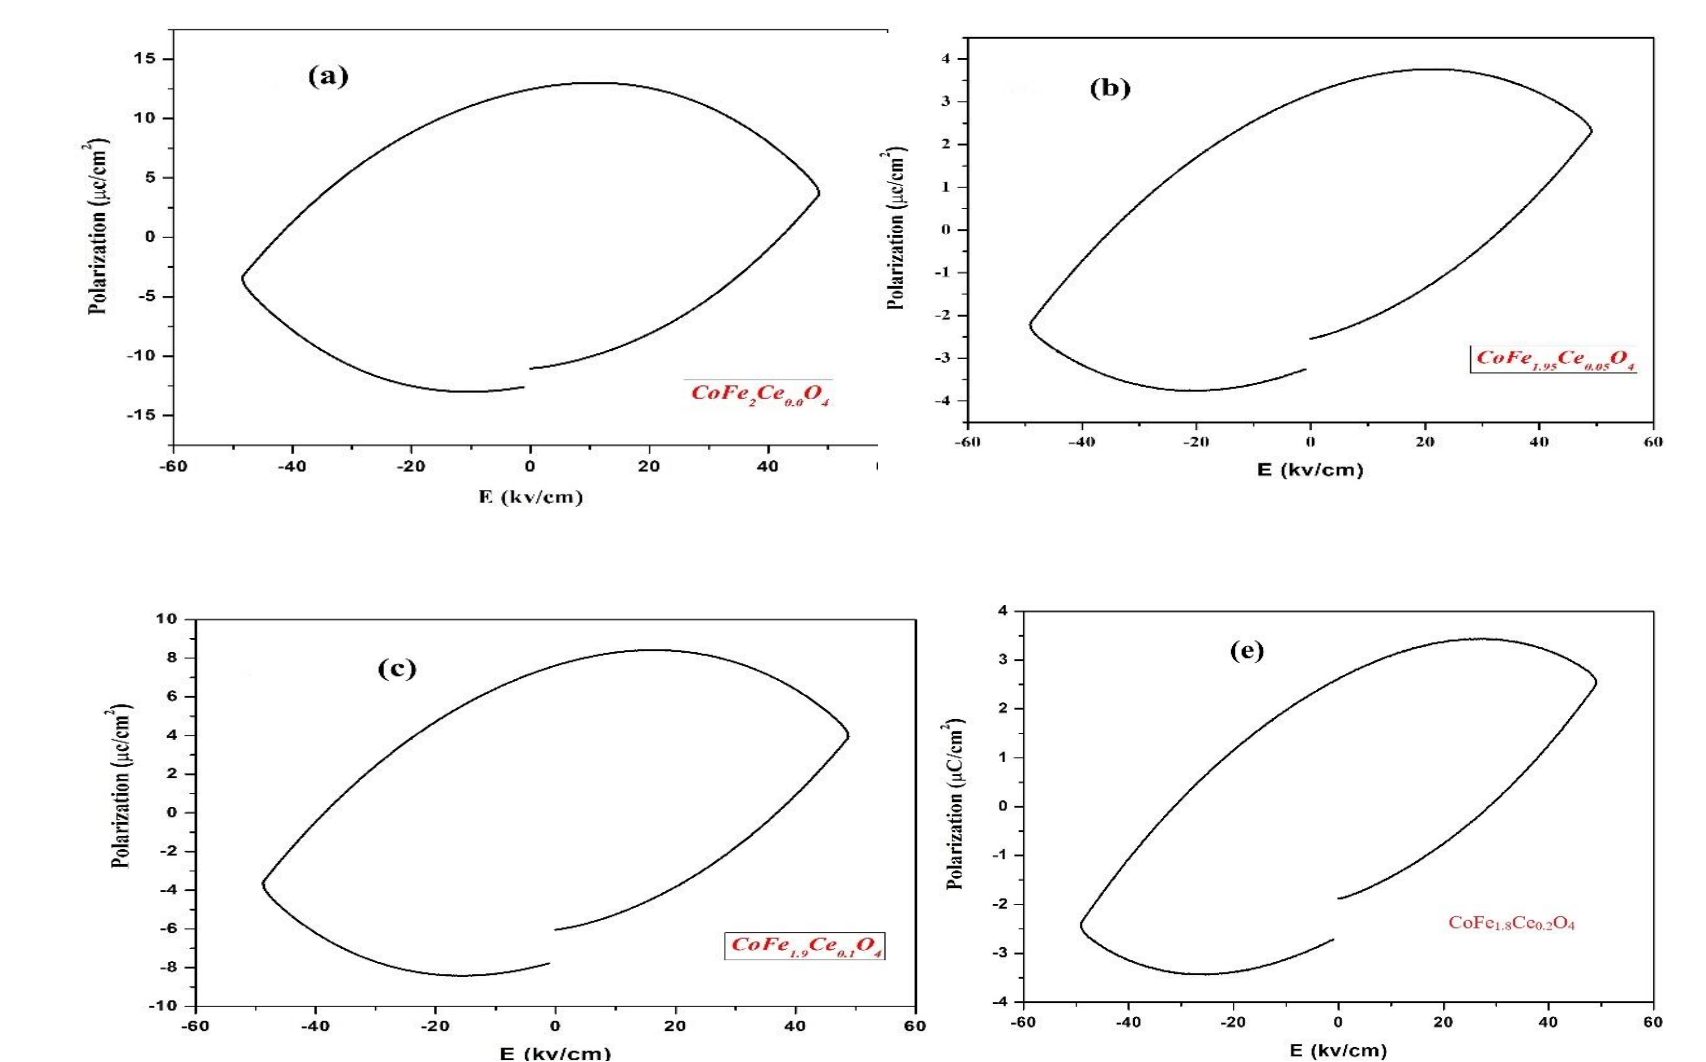 (a)
15
10
5
0
-5
-10
-15
-60 -40 -20 0 20 40
Polarization (μc/cm²)
E (kv/cm)
CoFe₂Ce₀.₀O₄
(b)
4
3
2
1
0
-1
-2
-3
-4
-60 -40 -20 0 20 40 60
Polarization (μc/cm²)
E (kv/cm)
CoFe₁.₉₅Ce₀.₀₅O₄
(c)
10
8
6
4
2
0
-2
-4
-6
-8
-10
-60 -40 -20 0 20 40 60
Polarization (μc/cm²)
E (kv/cm)
CoFe₁.₉Ce₀.₁O₄
(e)
4
3
2
1
0
-1
-2
-3
-4
-60 -40 -20 0 20 40 60
Polarization (μC/cm²)
E (kv/cm)
CoFe₁.₈Ce₀.₂O₄